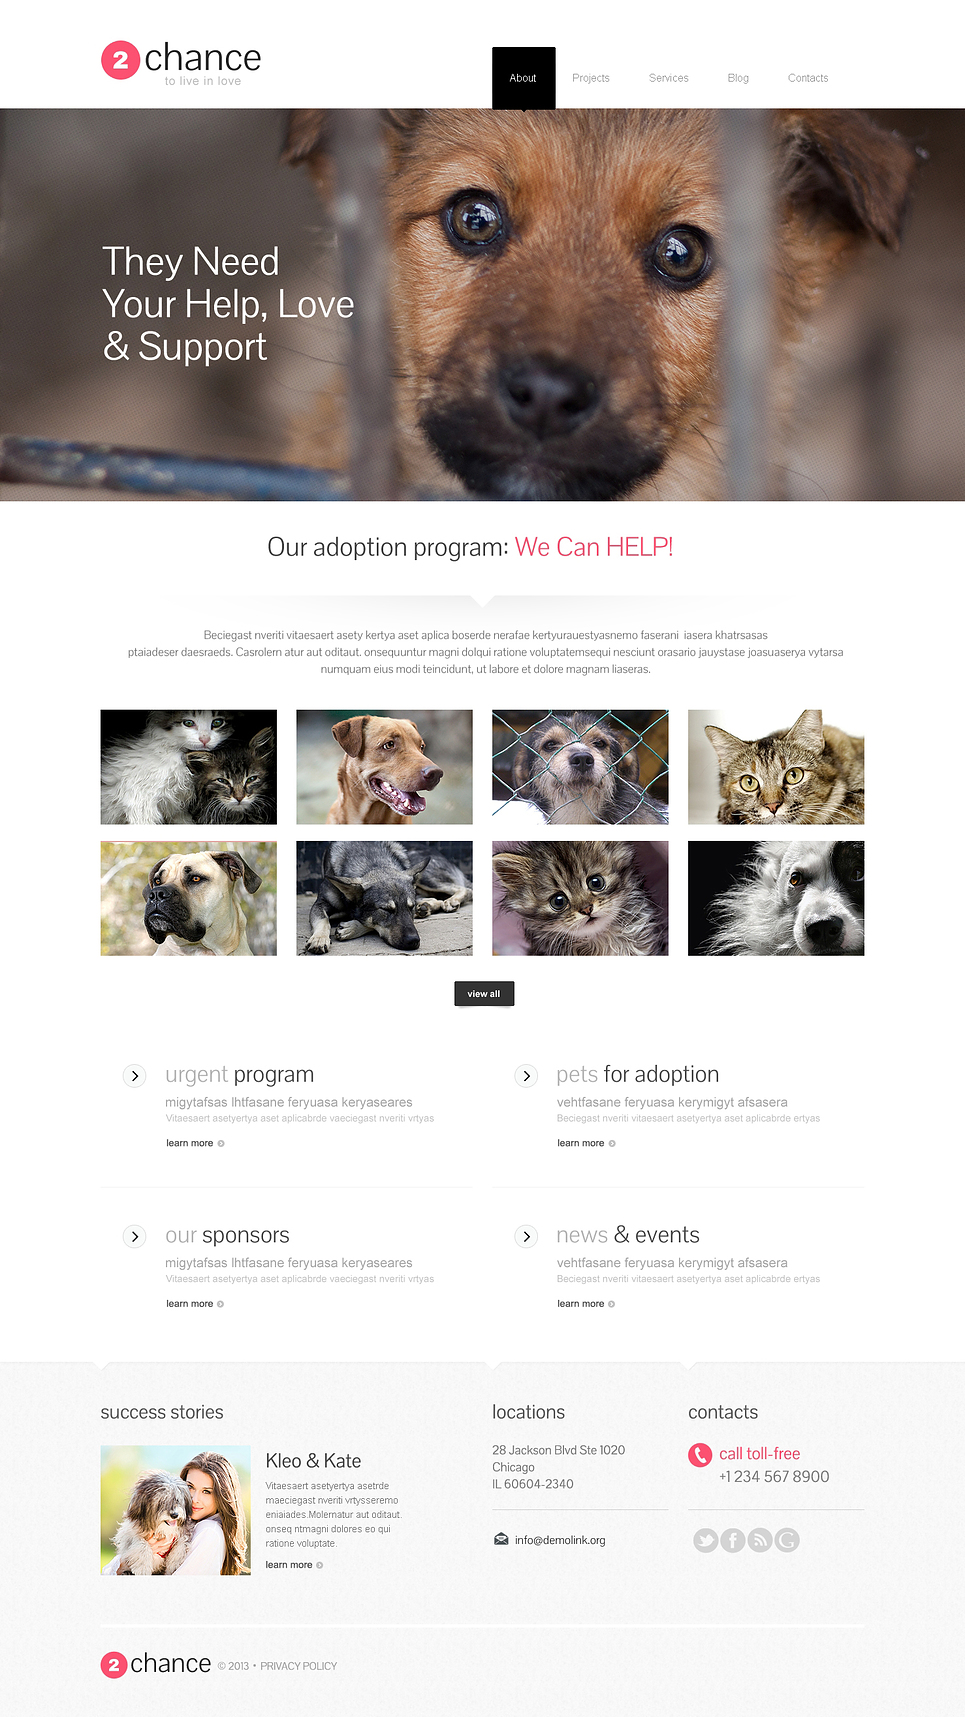 2 chance
to live in love
About Projects Services Blog Contacts
They Need
Your Help, Love
& Support
Our adoption program: We Can HELP!
Beciegast nveriti vitaesaert asety kertya aset aplica boserde nerafae kertyurauestyasnemo faserani iasera khatrsasas
ptaiadeser daesraeds. Casrolern atur aut oditaut. onsequuntur magni dolqui ratione voluptatemsequi nesciunt orasario jauystase joasuaserya vytarsa
numquam eius modi teincidunt, ut labore et dolore magnam liaseras.
view all
urgent program
migytafsas lhtfasane feryuasa keryaseares
Vitaesaert asetyertya aset aplicabrde vaeciegast nveriti vrtyas
learn more
pets for adoption
vehtfasane feryuasa kerymigyt afsasera
Beciegast nveriti vitaesaert asetyertya aset aplicabrde ertyas
learn more
our sponsors
migytafsas lhtfasane feryuasa keryaseares
Vitaesaert asetyertya aset aplicabrde vaeciegast nveriti vrtyas
learn more
news & events
vehtfasane feryuasa kerymigyt afsasera
Beciegast nveriti vitaesaert asetyertya aset aplicabrde ertyas
learn more
success stories
Kleo & Kate
Vitaesaert asetyertya asetrde
maeciegast nveriti vrtysseremo
eniaiades.Molernatur aut oditaut.
onseq ntmagni dolores eo qui
ratione voluptate.
learn more
locations
28 Jackson Blvd Ste 1020
Chicago
IL 60604-2340
info@demolink.org
contacts
call toll-free
+1 234 567 8900
2 chance © 2013 • PRIVACY POLICY